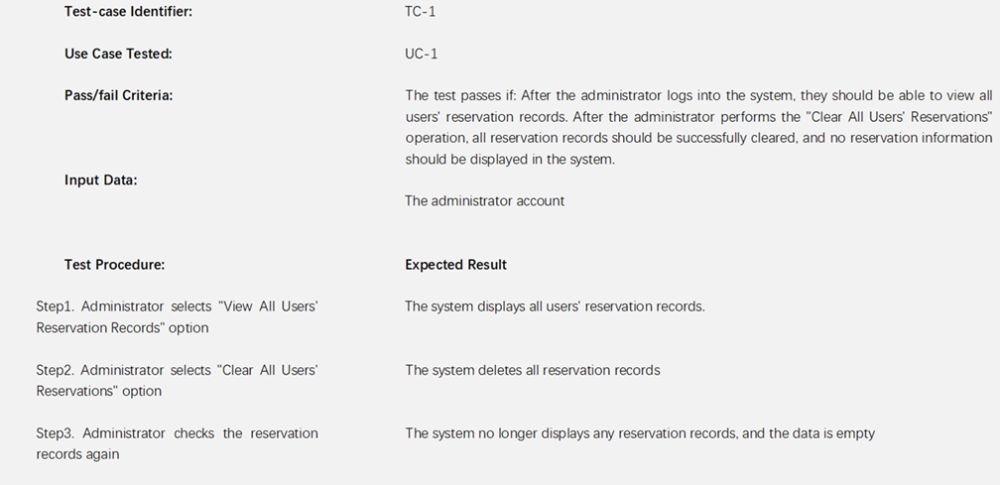 Test-case Identifier: TC-1
Use Case Tested: UC-1
Pass/fail Criteria: The test passes if: After the administrator logs into the system, they should be able to view all
users' reservation records. After the administrator performs the "Clear All Users' Reservations"
operation, all reservation records should be successfully cleared, and no reservation information
should be displayed in the system.
Input Data:
The administrator account
Test Procedure: Expected Result
Step1. Administrator selects "View All Users' The system displays all users' reservation records.
Reservation Records" option
Step2. Administrator selects "Clear All Users' The system deletes all reservation records
Reservations" option
Step3. Administrator checks the reservation The system no longer displays any reservation records, and the data is empty
records again